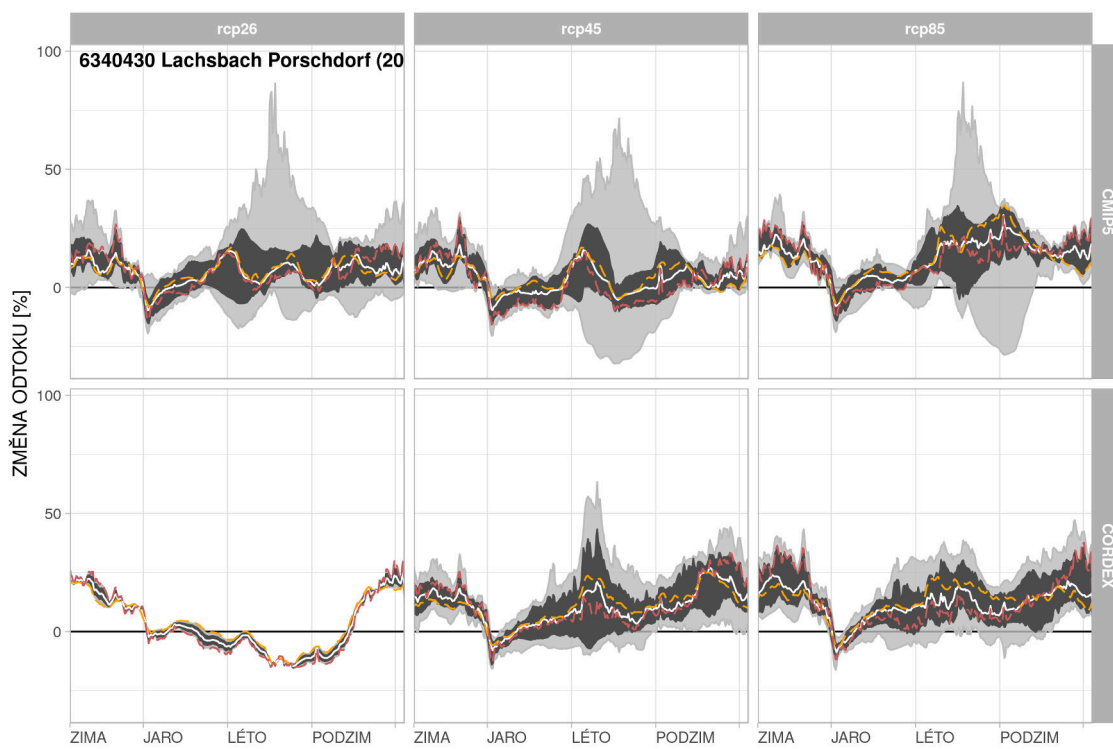 rcp26 rcp45 rcp85
6340430 Lachsbach Porschdorf (20
100
50
0
CMIP5
ZMĚNA ODTOKU [%]
100
50
0
CORDEX
ZIMA JARO LÉTO PODZIM ZIMA JARO LÉTO PODZIM ZIMA JARO LÉTO PODZIM